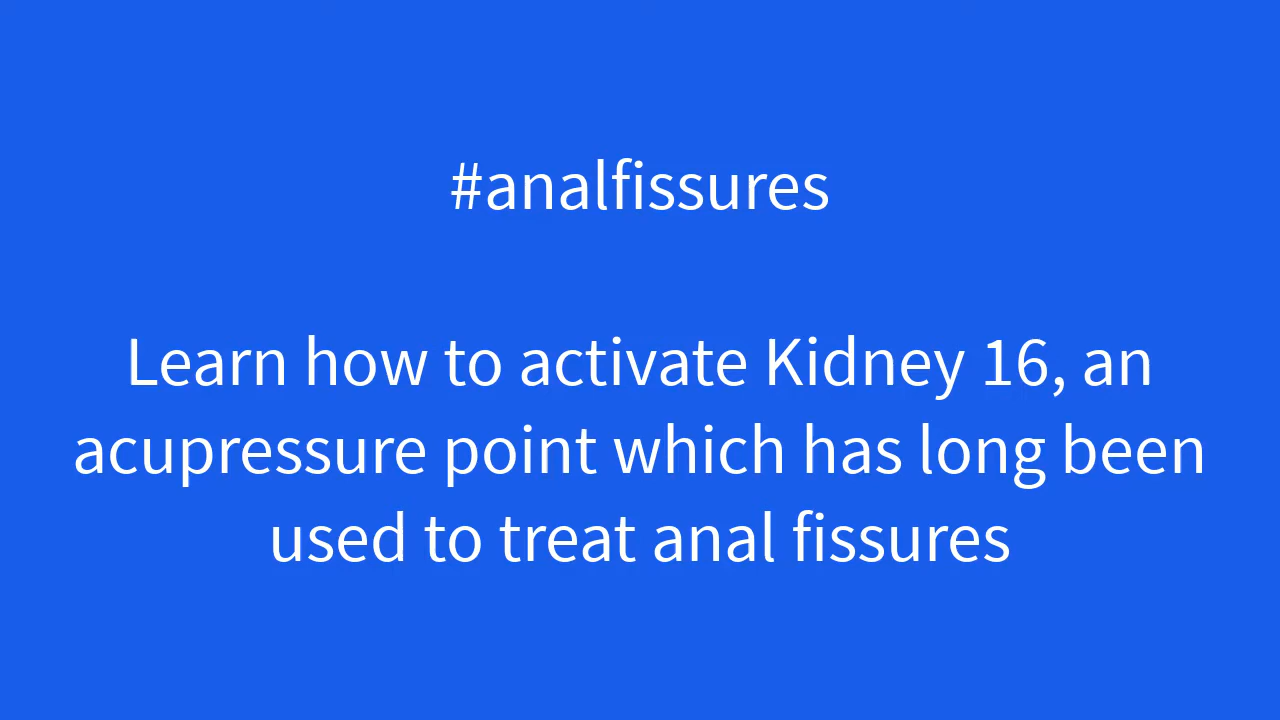 #analfissures
Learn how to activate Kidney 16, an
acupressure point which has long been
used to treat anal fissures